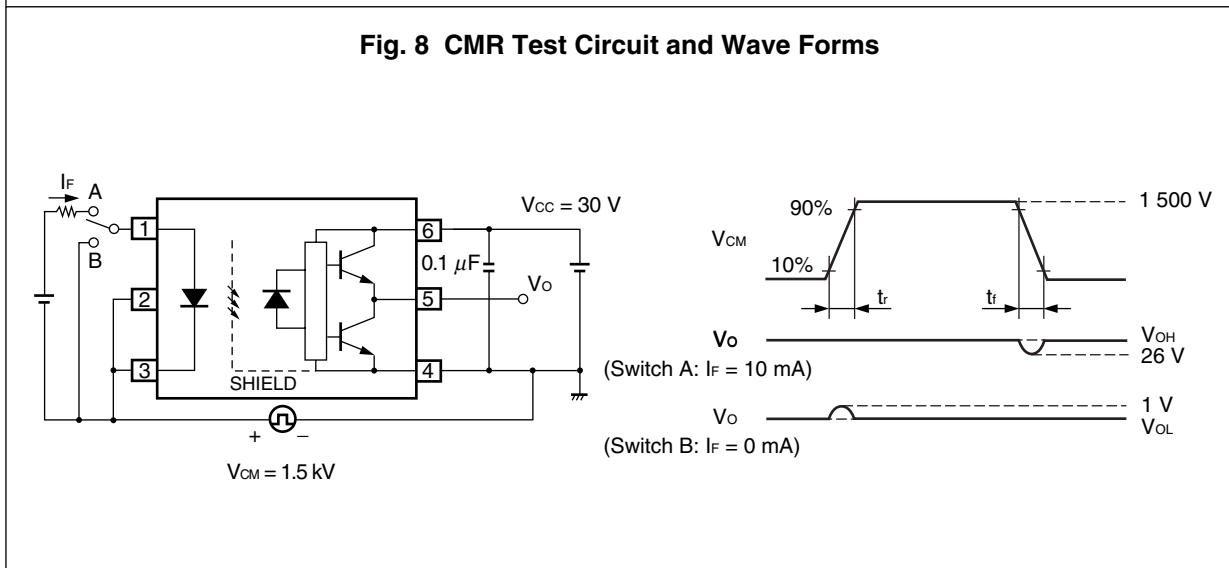 Fig. 8 CMR Test Circuit and Wave Forms
IF
A
B
1
2
3
SHIELD
6
5
4
VCC = 30 V
0.1 μF
VO
+ −
VCM = 1.5 kV
90%
VCM
10%
tr
tf
1 500 V
VO
(Switch A: IF = 10 mA)
VOH
26 V
VO
(Switch B: IF = 0 mA)
1 V
VOL